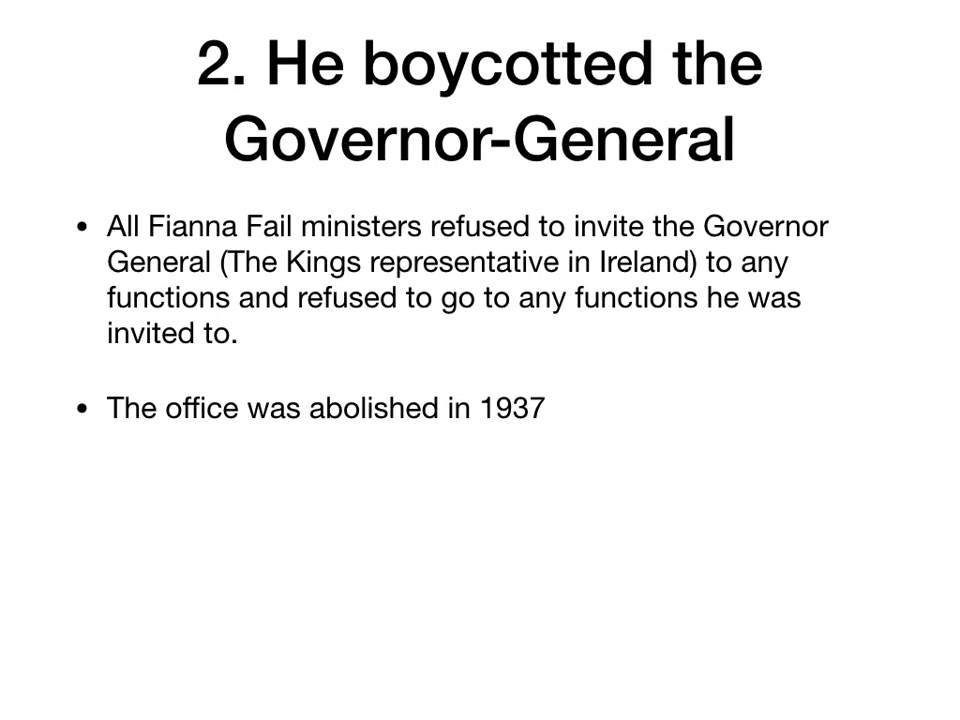 2. He boycotted the
Governor-General
• All Fianna Fail ministers refused to invite the Governor
General (The Kings representative in Ireland) to any
functions and refused to go to any functions he was
invited to.
• The office was abolished in 1937